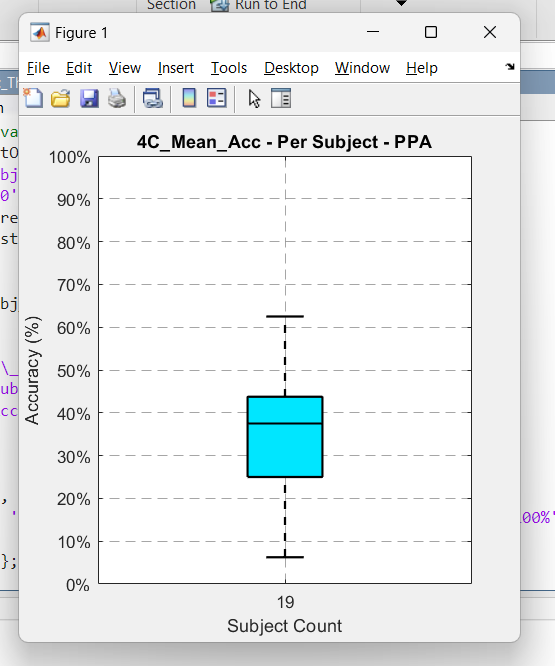 Section Run to End
Figure 1
File Edit View Insert Tools Desktop Window Help
va
tO
bj
0'
re
st
bj
\_
ub
cc
,
'
00%'
};
4C_Mean_Acc - Per Subject - PPA
100%
90%
80%
70%
60%
50%
40%
30%
20%
10%
0%
Accuracy (%)
19
Subject Count